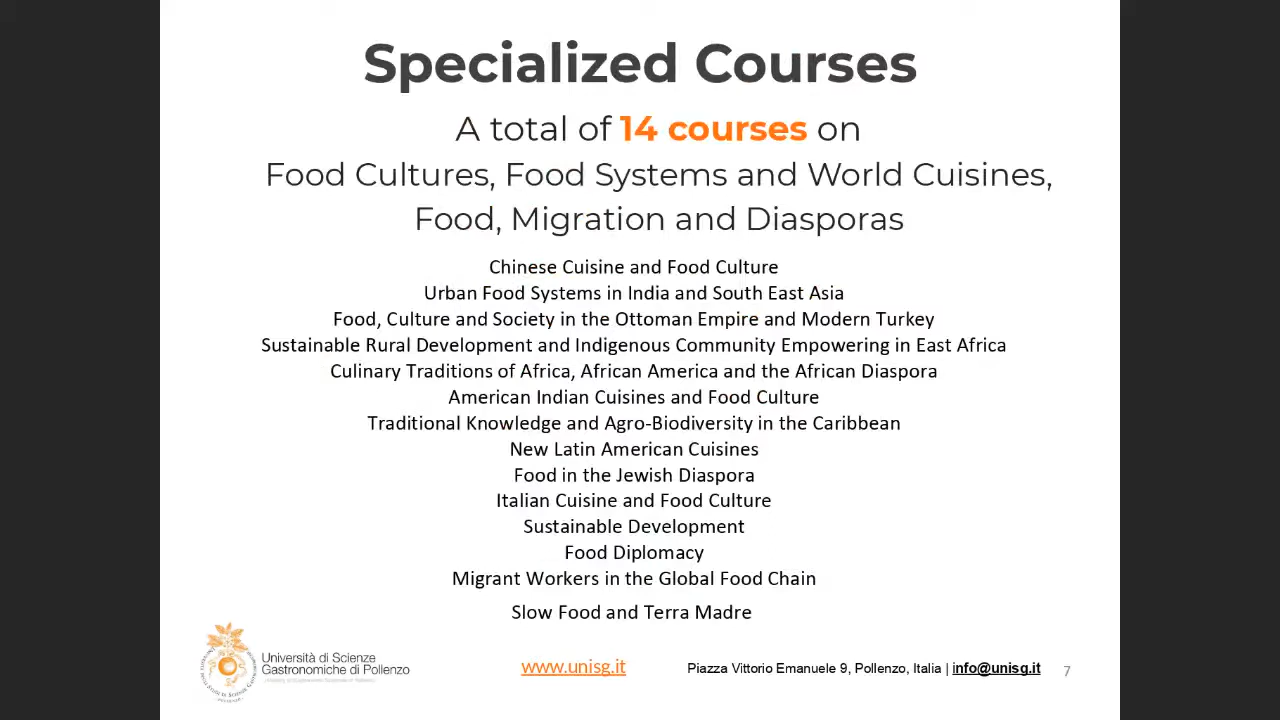 Specialized Courses
A total of 14 courses on
Food Cultures, Food Systems and World Cuisines,
Food, Migration and Diasporas
Chinese Cuisine and Food Culture
Urban Food Systems in India and South East Asia
Food, Culture and Society in the Ottoman Empire and Modern Turkey
Sustainable Rural Development and Indigenous Community Empowering in East Africa
Culinary Traditions of Africa, African America and the African Diaspora
American Indian Cuisines and Food Culture
Traditional Knowledge and Agro-Biodiversity in the Caribbean
New Latin American Cuisines
Food in the Jewish Diaspora
Italian Cuisine and Food Culture
Sustainable Development
Food Diplomacy
Migrant Workers in the Global Food Chain
Slow Food and Terra Madre
Università di Scienze
Gastronomiche di Pollenzo
www.unisg.it
Piazza Vittorio Emanuele 9, Pollenzo, Italia | info@unisg.it
7